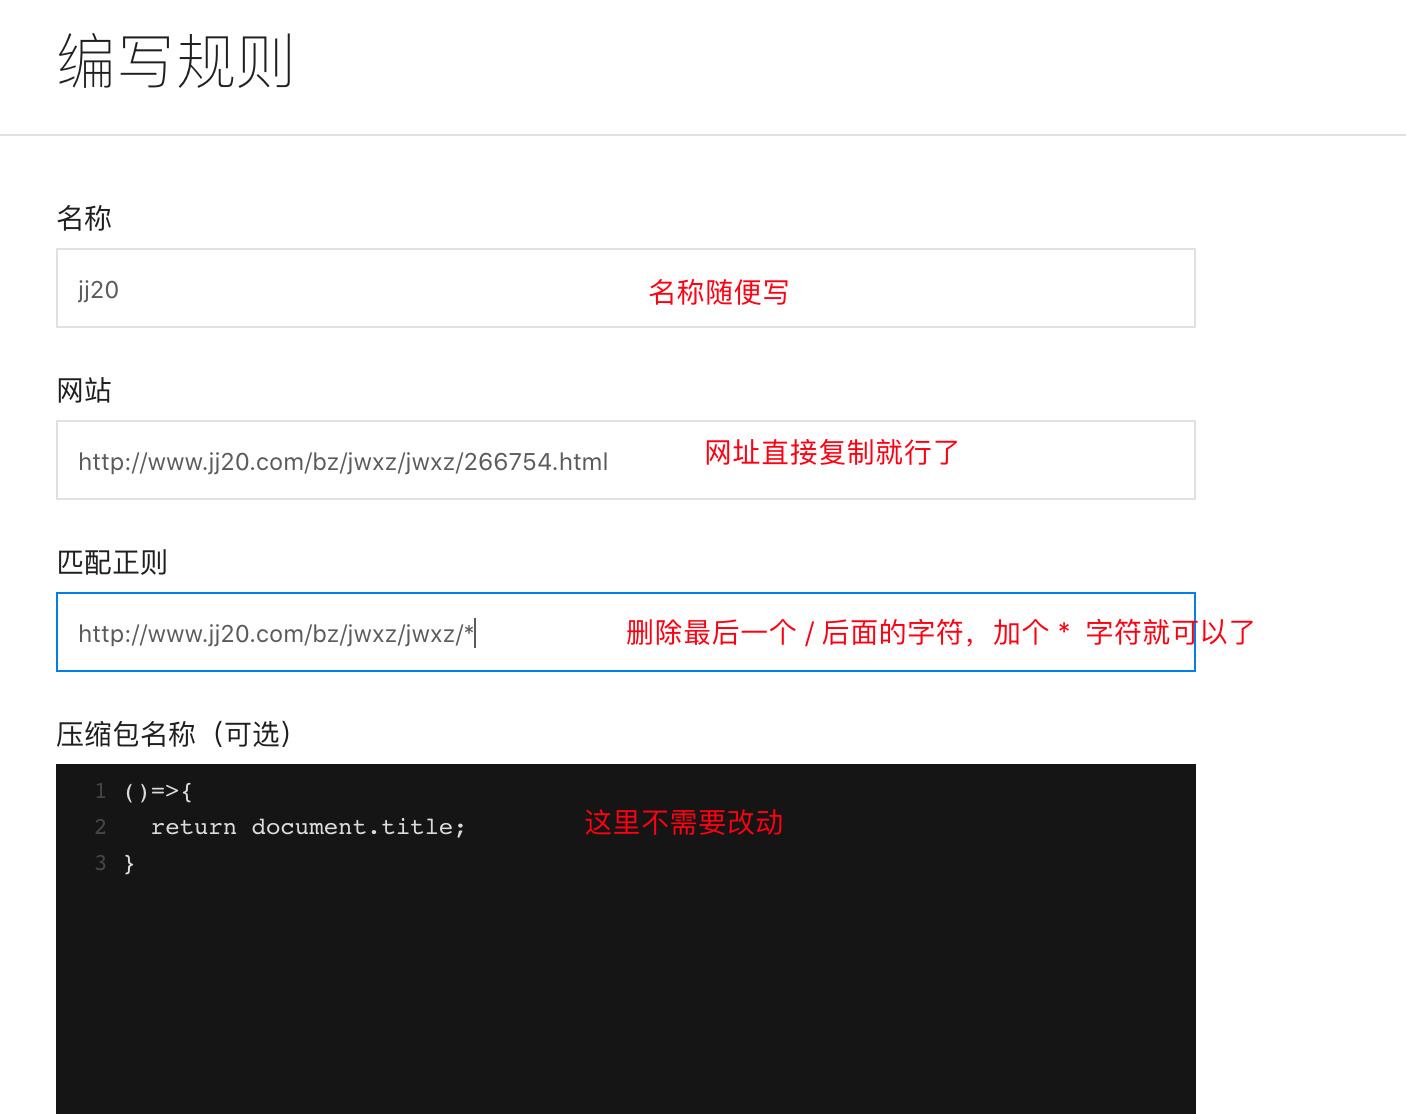 编写规则
名称
jj20 名称随便写
网站
http://www.jj20.com/bz/jwxz/jwxz/266754.html 网址直接复制就行了
匹配正则
http://www.jj20.com/bz/jwxz/jwxz/* 删除最后一个 / 后面的字符，加个 * 字符就可以了
压缩包名称（可选）
1 ()=>{
2 return document.title; 这里不需要改动
3 }